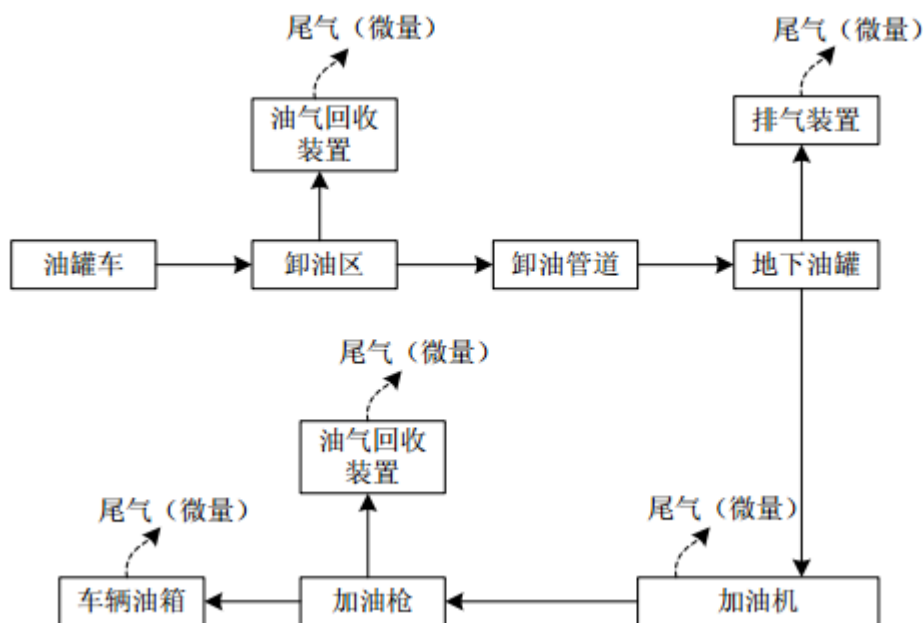 尾气（微量）
尾气（微量）
油气回收
装置
排气装置
油罐车
卸油区
卸油管道
地下油罐
尾气（微量）
油气回收
装置
尾气（微量）
尾气（微量）
车辆油箱
加油枪
加油机